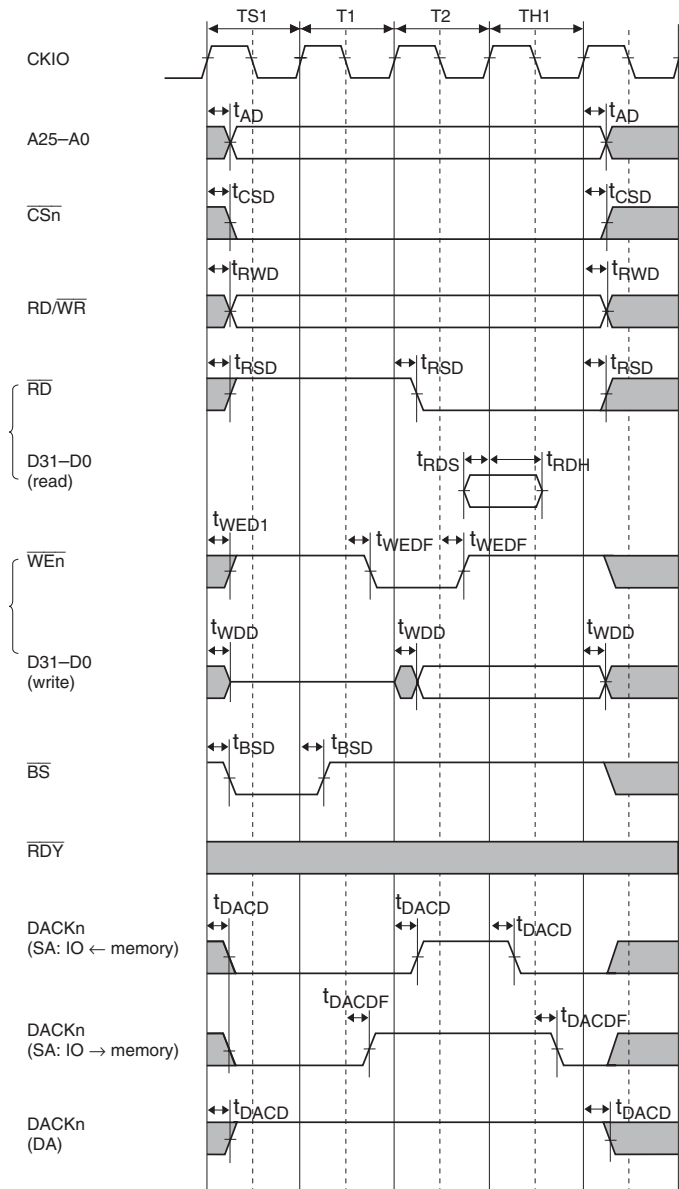 TS1 T1 T2 TH1
CKIO
tAD tAD
A25–A0
tCSD tCSD
CSn
tRWD tRWD
RD/WR
tRSD tRSD tRSD
RD
D31–D0
(read)
tRDS tRDH
tWED1
tWEDF tWEDF
WEn
tWDD tWDD tWDD
D31–D0
(write)
tBSD tBSD
BS
RDY
tDACD tDACD tDACD
DACKn
(SA: IO ← memory)
tDACDF tDACDF
DACKn
(SA: IO → memory)
tDACD tDACD
DACKn
(DA)